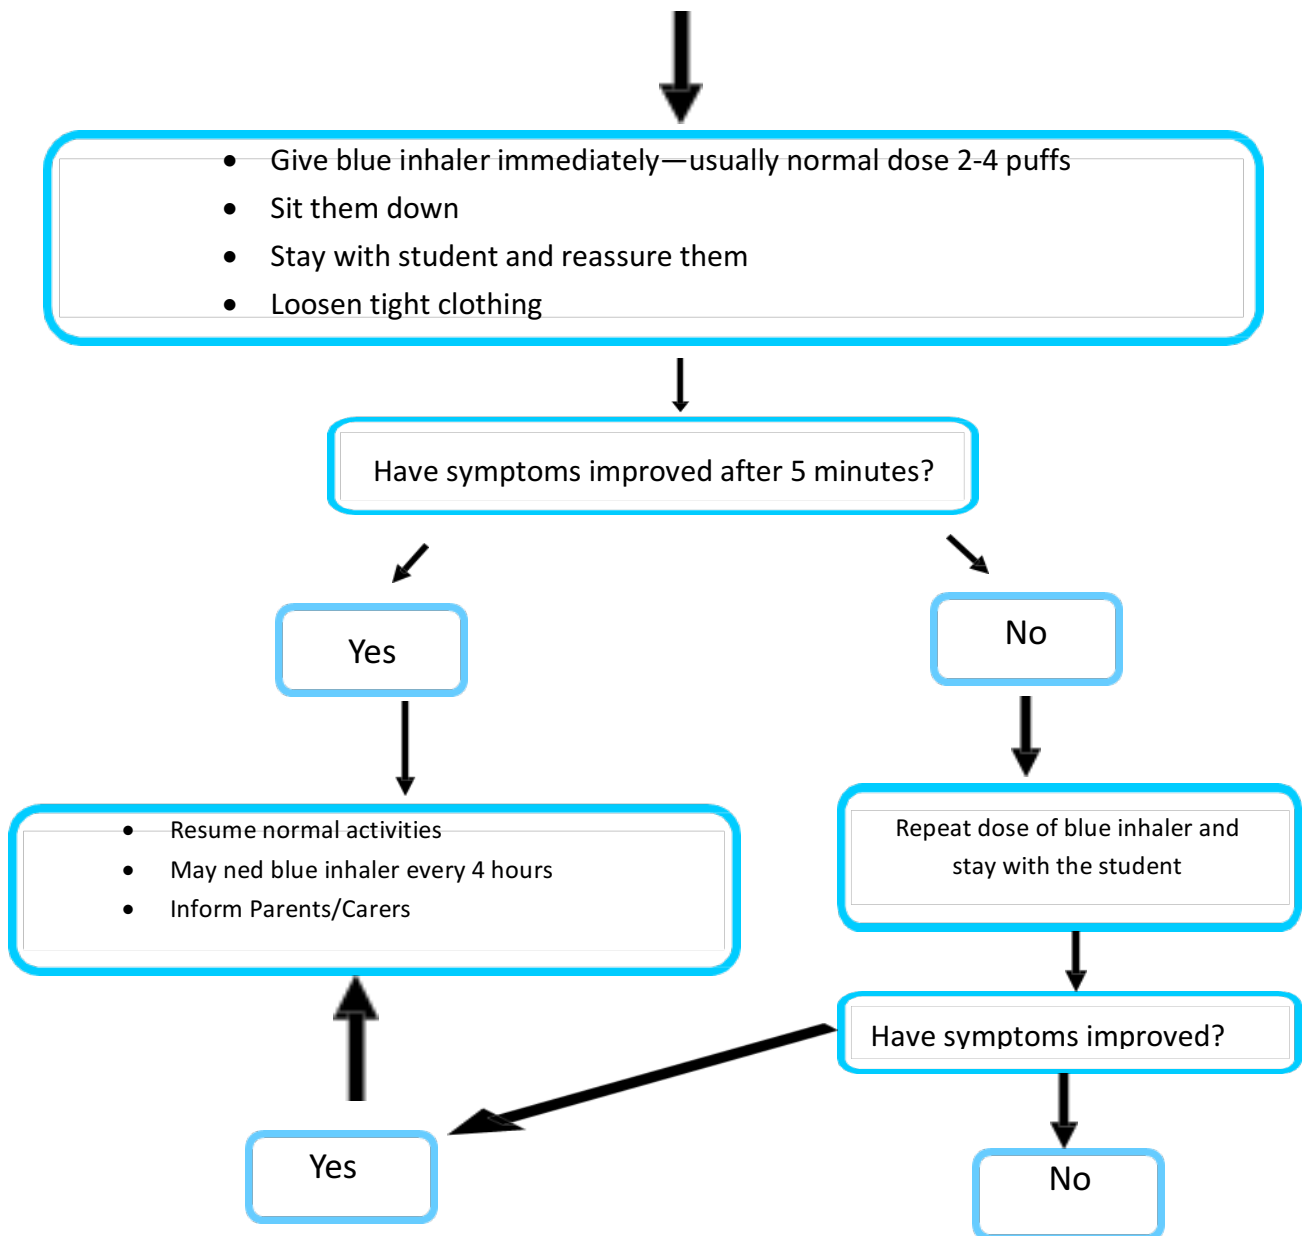 • Give blue inhaler immediately—usually normal dose 2-4 puffs
• Sit them down
• Stay with student and reassure them
• Loosen tight clothing
Have symptoms improved after 5 minutes?
Yes
No
• Resume normal activities
• May ned blue inhaler every 4 hours
• Inform Parents/Carers
Repeat dose of blue inhaler and
stay with the student
Have symptoms improved?
Yes
No